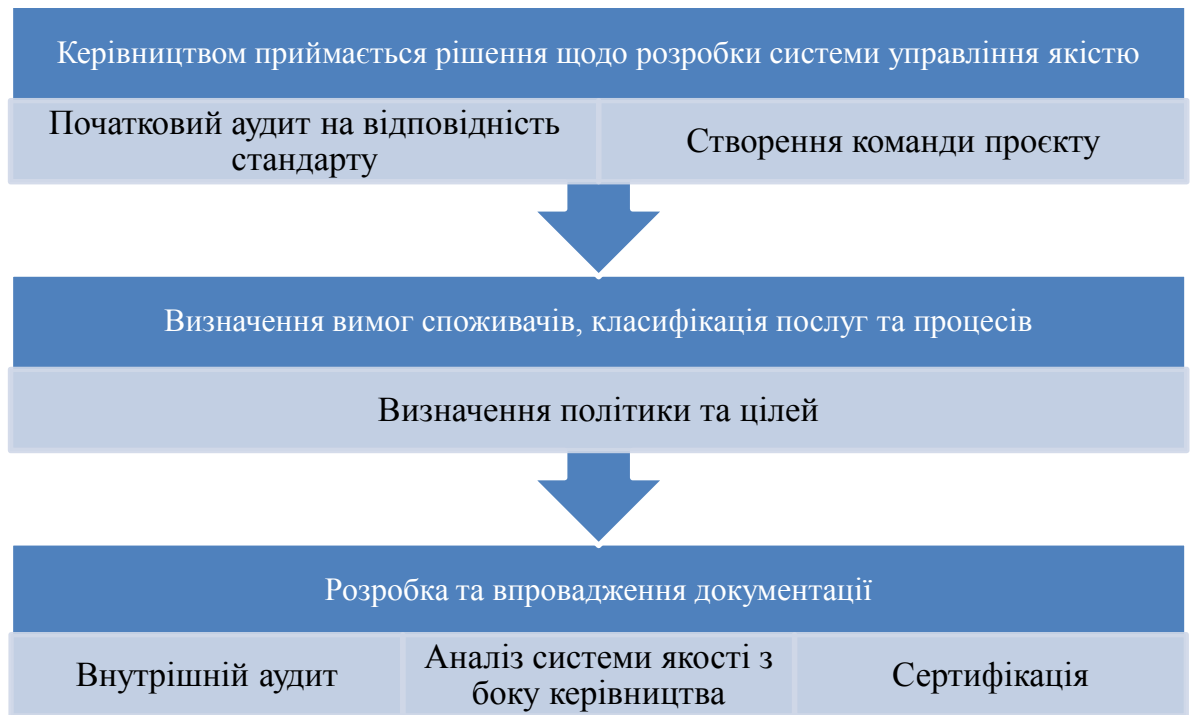 Керівництвом приймається рішення щодо розробки системи управління якістю
Початковий аудит на відповідність
стандарту
Створення команди проєкту
Визначення вимог споживачів, класифікація послуг та процесів
Визначення політики та цілей
Розробка та впровадження документації
Внутрішній аудит
Аналіз системи якості з
боку керівництва
Сертифікація